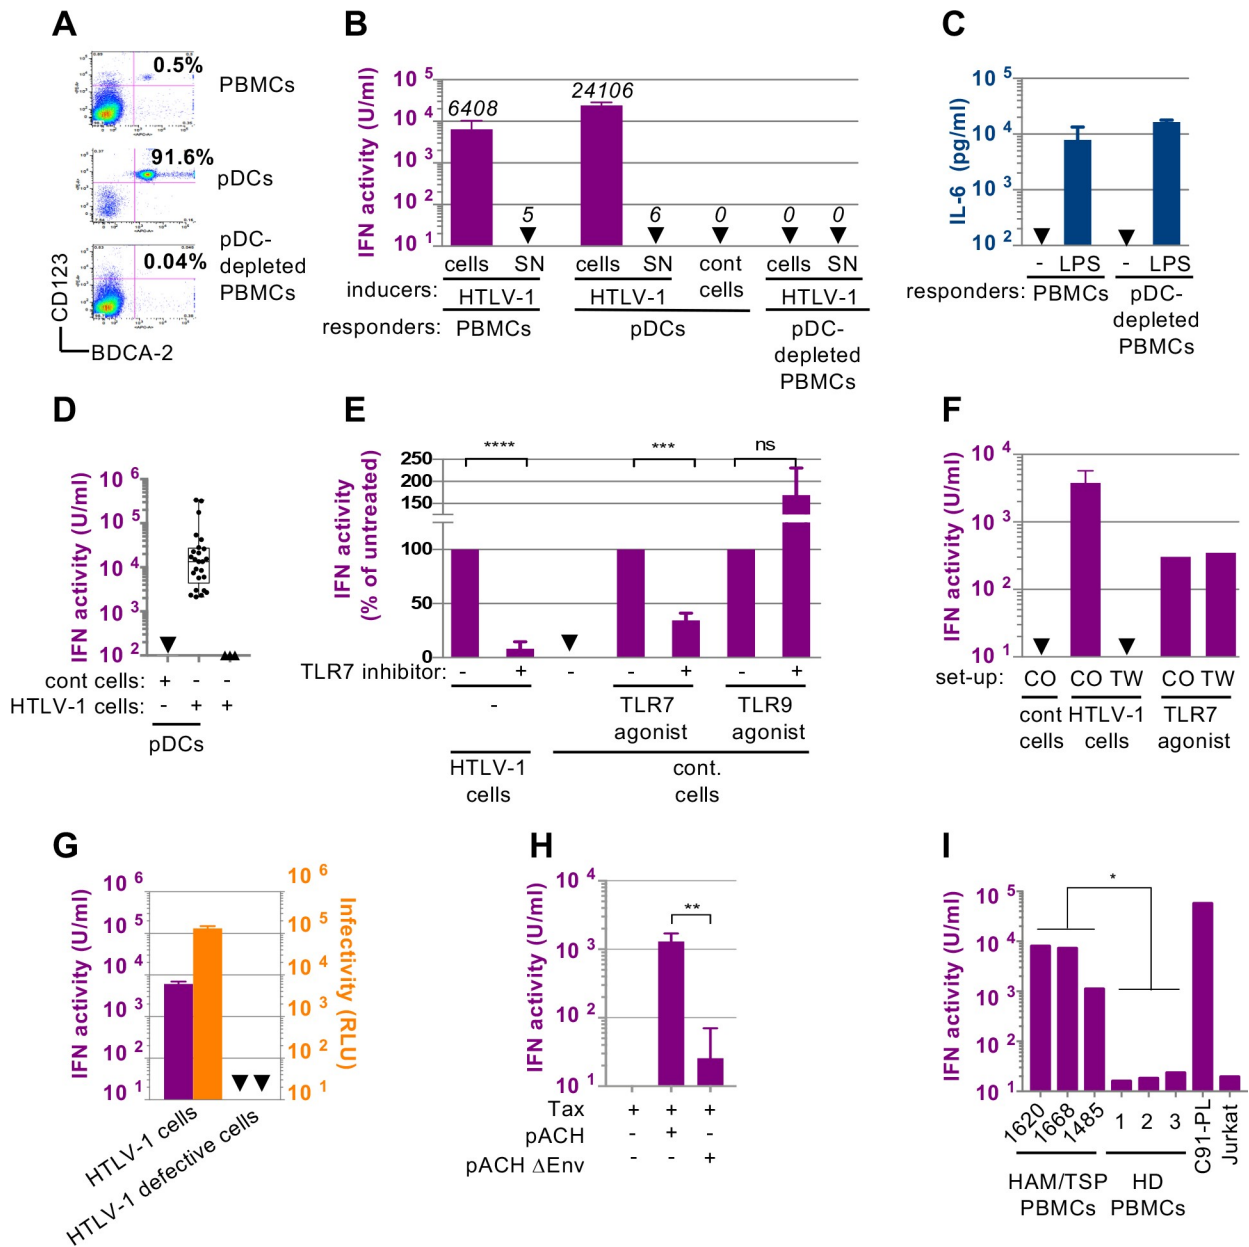 A
0.5%
PBMCs
91.6%
pDCs
0.04%
pDC-
depleted
PBMCs
CD123
BDCA-2
B
IFN activity (U/ml)
10 5
10 4
10 3
10 2
10 1
6408
5
24106
6
0
0
0
cells SN cells SN cont cells SN
cells
inducers: HTLV-1 HTLV-1 HTLV-1
responders: PBMCs pDCs pDC-
depleted
PBMCs
C
IL-6 (pg/ml)
10 5
10 4
10 3
10 2
- LPS - LPS
responders: PBMCs pDC-
depleted
PBMCs
D
IFN activity (U/ml)
10 6
10 5
10 4
10 3
10 2
cont cells: + - -
HTLV-1 cells: - + +
pDCs
E
IFN activity
(% of untreated)
250
200
150
100
50
0
**** *** ns
TLR7 inhibitor: - + - - + - +
- TLR7 TLR9
agonist agonist
HTLV-1 cont.
cells cells
F
IFN activity (U/ml)
10 4
10 3
10 2
10 1
set-up: CO CO TW CO TW
cont HTLV-1 TLR7
cells cells agonist
G
IFN activity (U/ml)
10 6
10 5
10 4
10 3
10 2
10 1
10 6
10 5
10 4
10 3
10 2
10 1
Infectivity (RLU)
HTLV-1 cells
HTLV-1 defective cells
H
IFN activity (U/ml)
10 4
10 3
10 2
10 1
**
Tax + + +
pACH - + -
pACH ΔEnv - - +
I
IFN activity (U/ml)
10 5
10 4
10 3
10 2
10 1
*
1620 1668 1485 1 2 3 C91-PL Jurkat
HAM/TSP HD
PBMCs PBMCs